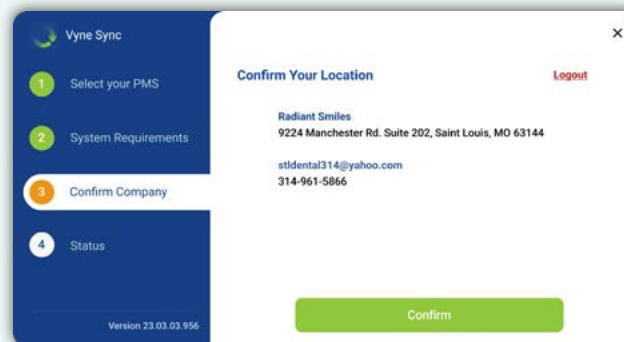 Vyne Sync
1 Select your PMS
2 System Requirements
3 Confirm Company
4 Status
Version 23.03.03.956
×
Confirm Your Location Logout
Radiant Smiles
9224 Manchester Rd. Suite 202, Saint Louis, MO 63144
stldental314@yahoo.com
314-961-5866
Confirm